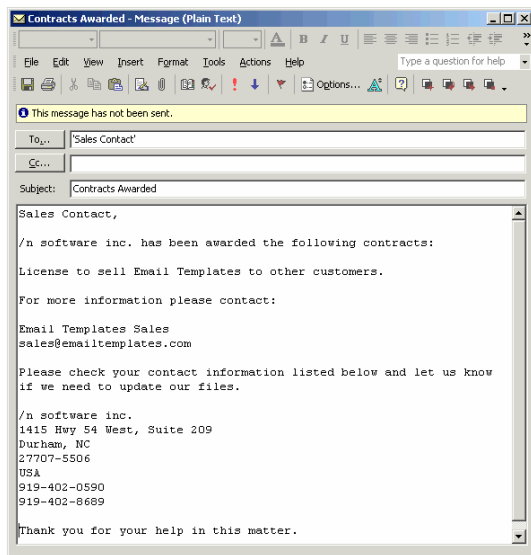 Contracts Awarded - Message (Plain Text)
A B I U
File Edit View Insert Format Tools Actions Help Type a question for help
Options...
This message has not been sent.
To... 'Sales Contact'
Cc...
Subject: Contracts Awarded
Sales Contact,
/n software inc. has been awarded the following contracts:
License to sell Email Templates to other customers.
For more information please contact:
Email Templates Sales
sales@emailtemplates.com
Please check your contact information listed below and let us know
if we need to update our files.
/n software inc.
1415 Hwy 54 West, Suite 209
Durham, NC
27707-5506
USA
919-402-0590
919-402-8689
Thank you for your help in this matter.